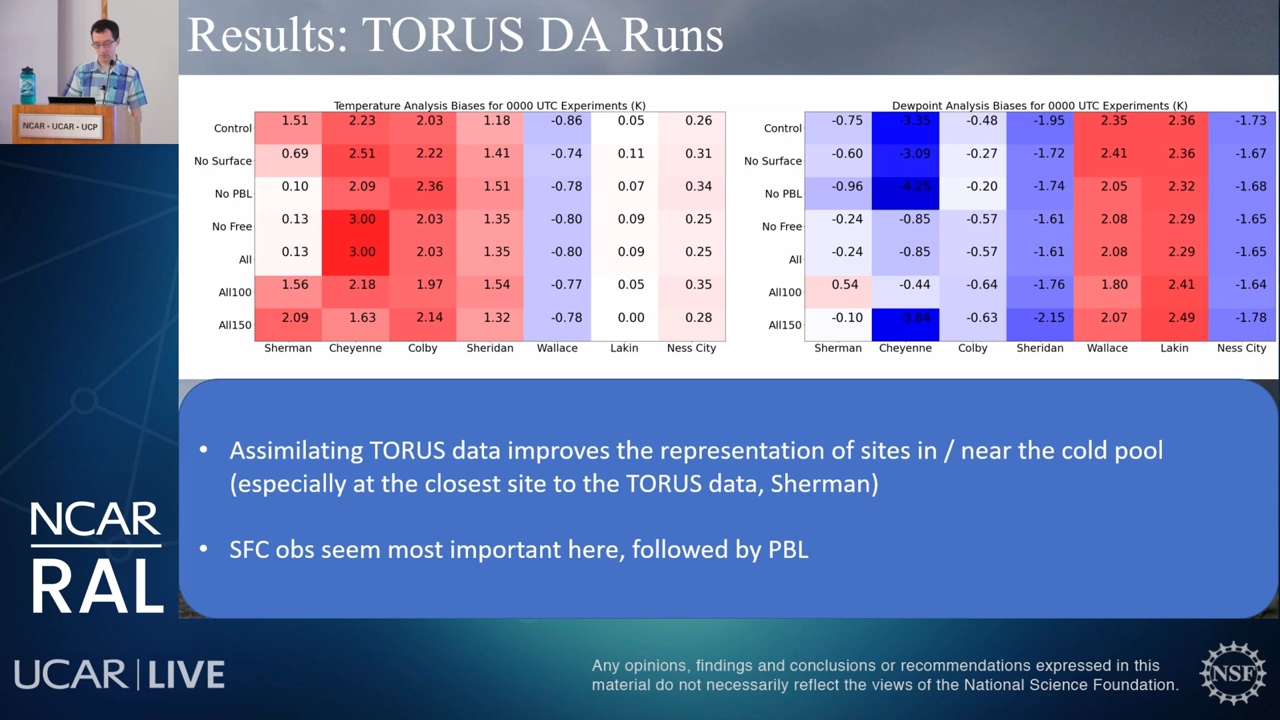 Results: TORUS DA Runs
NCAR • UCAR • UCP
Temperature Analysis Biases for 0000 UTC Experiments (K)
Control 1.51 2.23 2.03 1.18 -0.86 0.05 0.26
No Surface 0.69 2.51 2.22 1.41 -0.74 0.11 0.31
No PBL 0.10 2.09 2.36 1.51 -0.78 0.07 0.34
No Free 0.13 3.00 2.03 1.35 -0.80 0.09 0.25
All 0.13 3.00 2.03 1.35 -0.80 0.09 0.25
All100 1.56 2.18 1.97 1.54 -0.77 0.05 0.35
All150 2.09 1.63 2.14 1.32 -0.78 0.00 0.28
Sherman Cheyenne Colby Sheridan Wallace Lakin Ness City
Dewpoint Analysis Biases for 0000 UTC Experiments (K)
Control -0.75 -3.35 -0.48 -1.95 2.35 2.36 -1.73
No Surface -0.60 -3.09 -0.27 -1.72 2.41 2.36 -1.67
No PBL -0.96 -4.25 -0.20 -1.74 2.05 2.32 -1.68
No Free -0.24 -0.85 -0.57 -1.61 2.08 2.29 -1.65
All -0.24 -0.85 -0.57 -1.61 2.08 2.29 -1.65
All100 0.54 -0.44 -0.64 -1.76 1.80 2.41 -1.64
All150 -0.10 -3.84 -0.63 -2.15 2.07 2.49 -1.78
Sherman Cheyenne Colby Sheridan Wallace Lakin Ness City
• Assimilating TORUS data improves the representation of sites in / near the cold pool
(especially at the closest site to the TORUS data, Sherman)
• SFC obs seem most important here, followed by PBL
NCAR
RAL
UCAR | LIVE
Any opinions, findings and conclusions or recommendations expressed in this
material do not necessarily reflect the views of the National Science Foundation.
NSF